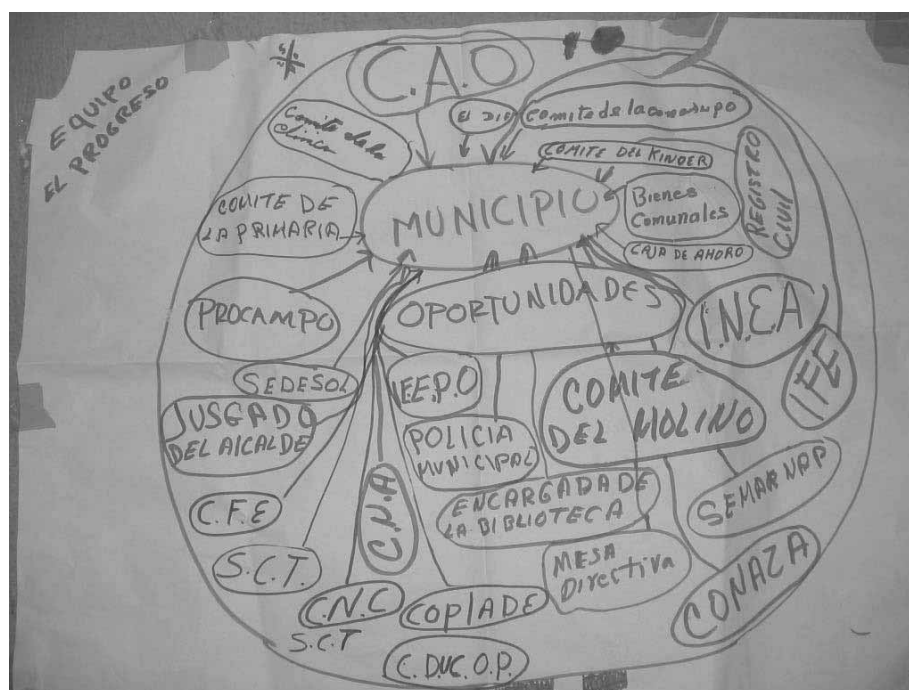 EQUIPO
EL PROGRESO
C.A.O
EL DIF
Comite de la conasupo
Comite de la
Clinica
COMITE DEL KINDER
REGISTRO
CIVIL
COMITE DE
LA PRIMARIA
MUNICIPIO
Bienes
Comunales
CAJA DE AHORO
PROCAMPO
OPORTUNIDADES
I.N.E.A
IFE
SEDESOL
I.E.E.P.O
COMITE
DEL MOLINO
JUSGADO
DEL AlCALDE
POLICIA
MUNICIPAL
SEMARNAP
C.F.E
C.N.A
ENCARGADA DE
LA BIBLIOTECA
S.C.T.
MESA
Directiva
CONAZA
C.N.C
S.C.T
COPlADE
C.DUC.O.P.